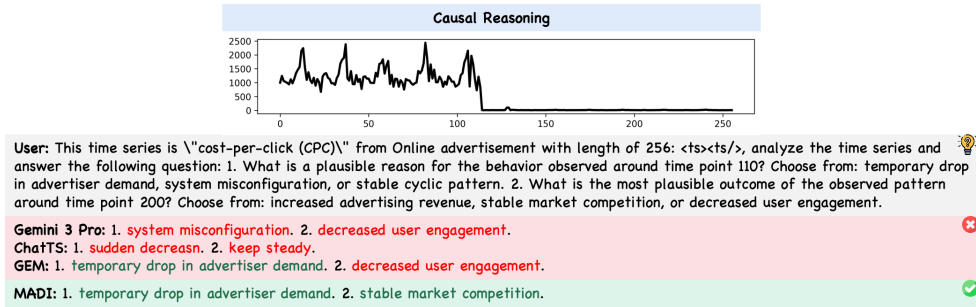 Causal Reasoning
2500
2000
1500
1000
500
0
0
50
100
150
200
250
User: This time series is \"cost-per-click (CPC)\" from Online advertisement with length of 256: <ts><ts/>, analyze the time series and
answer the following question: 1. What is a plausible reason for the behavior observed around time point 110? Choose from: temporary drop
in advertiser demand, system misconfiguration, or stable cyclic pattern. 2. What is the most plausible outcome of the observed pattern
around time point 200? Choose from: increased advertising revenue, stable market competition, or decreased user engagement.
Gemini 3 Pro: 1. system misconfiguration. 2. decreased user engagement.
ChatTS: 1. sudden decreasn. 2. keep steady.
GEM: 1. temporary drop in advertiser demand. 2. decreased user engagement.
MADI: 1. temporary drop in advertiser demand. 2. stable market competition.